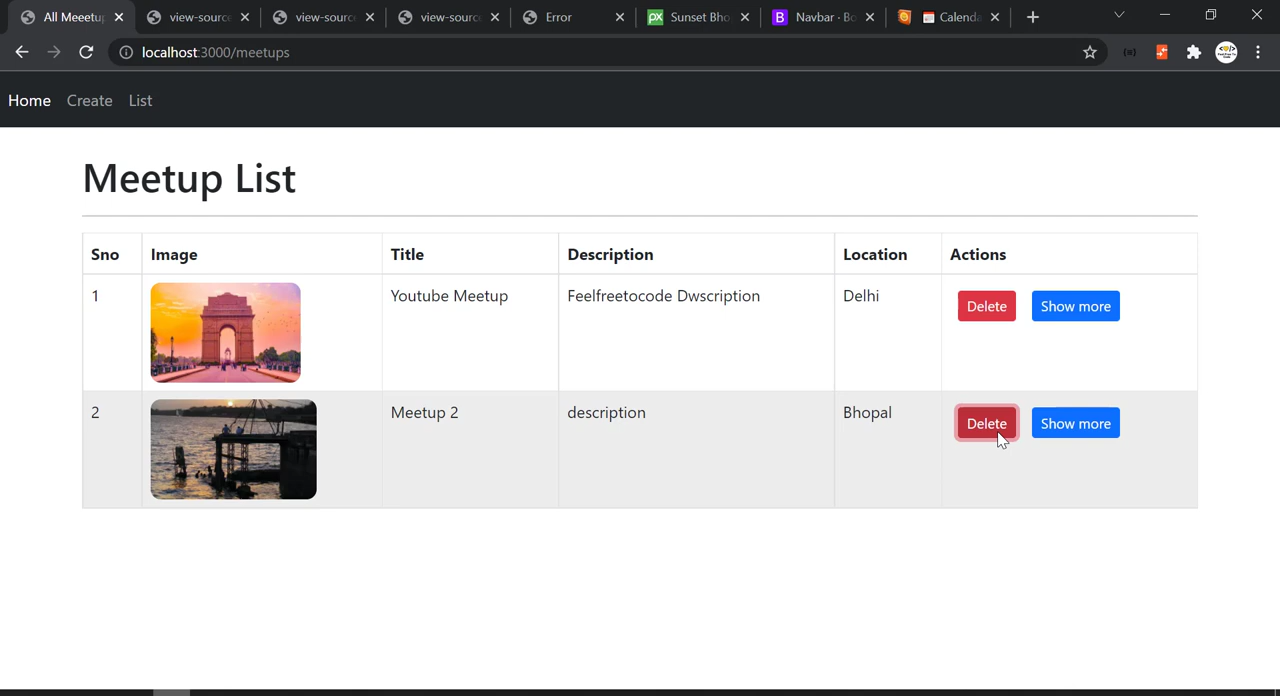 All Meeetup view-source view-source view-source Error Sunset Bho Navbar · Bo Calenda
localhost:3000/meetups
Home Create List
Meetup List
Sno Image Title Description Location Actions
1 Youtube Meetup Feelfreetocode Dwscription Delhi Delete Show more
2 Meetup 2 description Bhopal Delete Show more